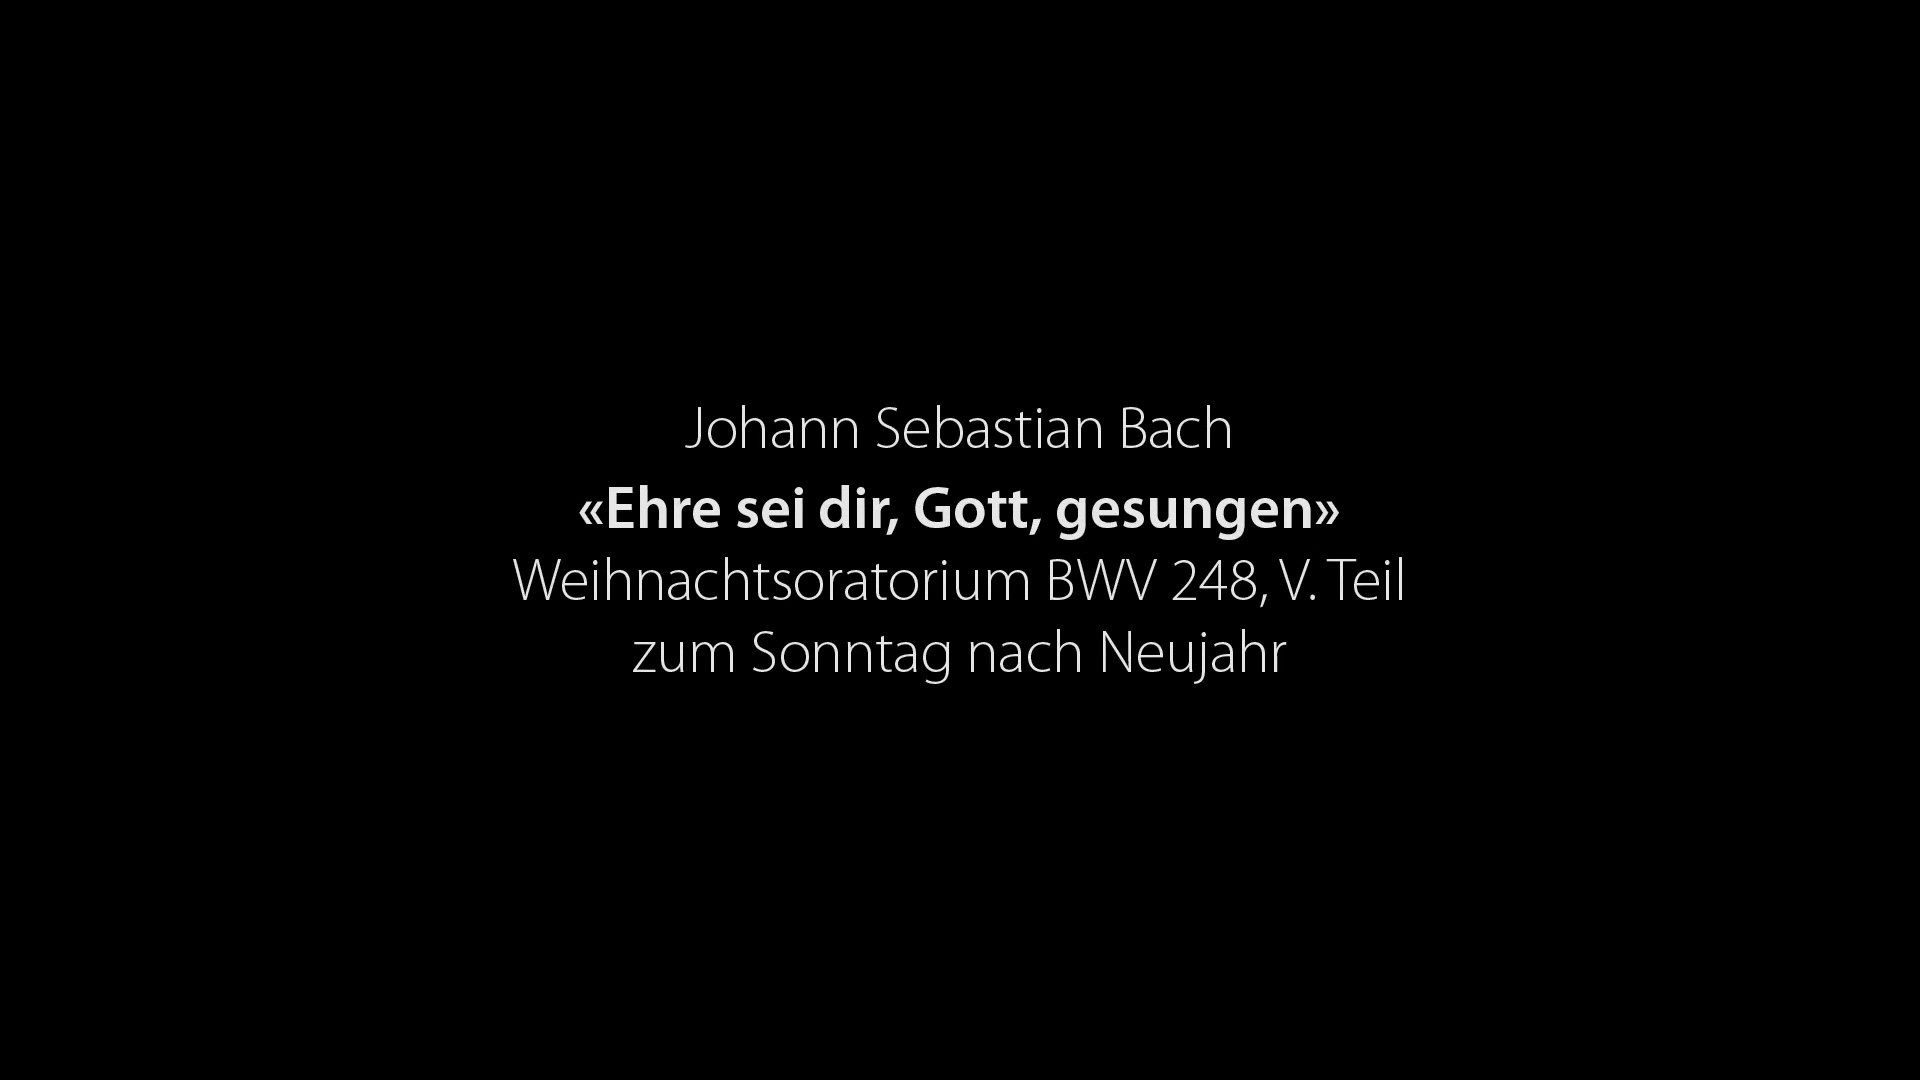 Johann Sebastian Bach
«Ehre sei dir, Gott, gesungen»
Weihnachtsoratorium BWV 248, V. Teil
zum Sonntag nach Neujahr